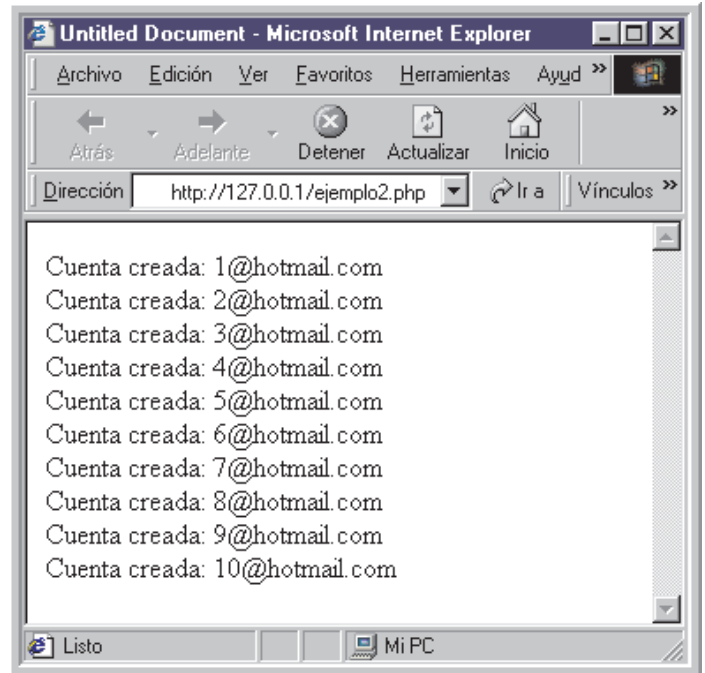 Untitled Document - Microsoft Internet Explorer
Archivo Edición Ver Favoritos Herramientas Ayud »
Atrás Adelante Detener Actualizar Inicio »
Dirección http://127.0.0.1/ejemplo2.php Ir a Vínculos »
Cuenta creada: 1@hotmail.com
Cuenta creada: 2@hotmail.com
Cuenta creada: 3@hotmail.com
Cuenta creada: 4@hotmail.com
Cuenta creada: 5@hotmail.com
Cuenta creada: 6@hotmail.com
Cuenta creada: 7@hotmail.com
Cuenta creada: 8@hotmail.com
Cuenta creada: 9@hotmail.com
Cuenta creada: 10@hotmail.com
Listo Mi PC